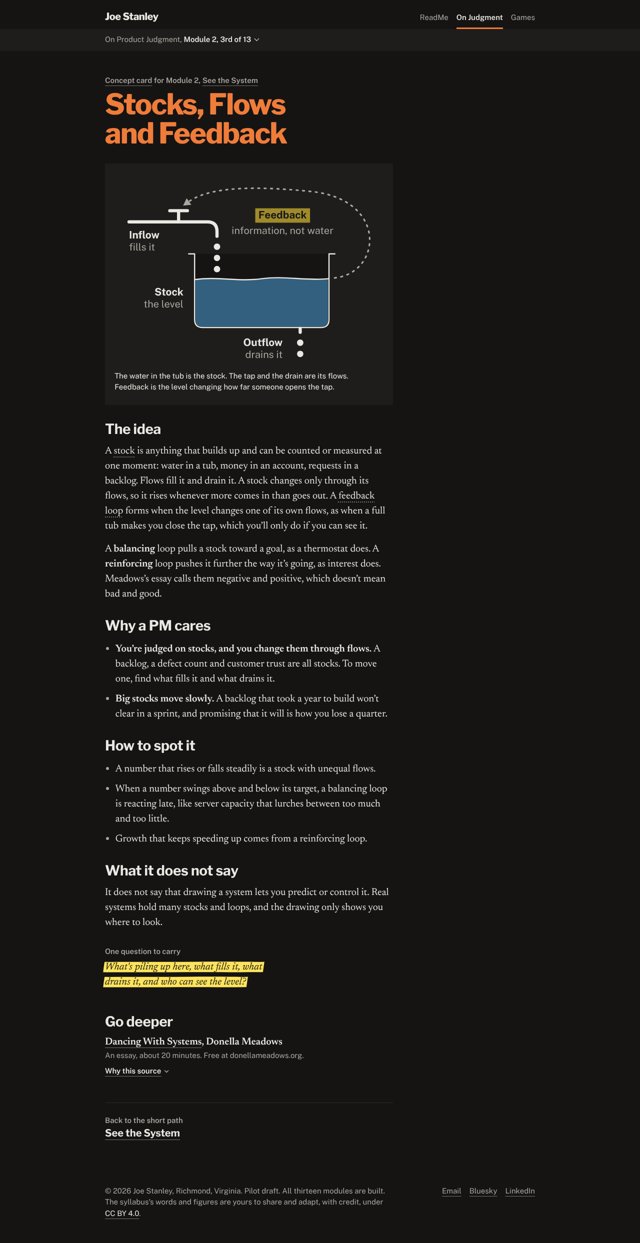 Joe Stanley
ReadMe On Judgment Games
On Product Judgment, Module 2, 3rd of 13
Concept card for Module 2, See the System
Stocks, Flows
and Feedback
Feedback
information, not water
Inflow
fills it
Stock
the level
Outflow
drains it
The water in the tub is the stock. The tap and the drain are its flows.
Feedback is the level changing how far someone opens the tap.
The idea
A stock is anything that builds up and can be counted or measured at
one moment: water in a tub, money in an account, requests in a
backlog. Flows fill it and drain it. A stock changes only through its
flows, so it rises whenever more comes in than goes out. A feedback
loop forms when the level changes one of its own flows, as when a full
tub makes you close the tap, which you'll only do if you can see it.
A balancing loop pulls a stock toward a goal, as a thermostat does. A
reinforcing loop pushes it further the way it's going, as interest does.
Meadows's essay calls them negative and positive, which doesn't mean
bad and good.
Why a PM cares
• You're judged on stocks, and you change them through flows. A
backlog, a defect count and customer trust are all stocks. To move
one, find what fills it and what drains it.
• Big stocks move slowly. A backlog that took a year to build won't
clear in a sprint, and promising that it will is how you lose a quarter.
How to spot it
• A number that rises or falls steadily is a stock with unequal flows.
• When a number swings above and below its target, a balancing loop
is reacting late, like server capacity that lurches between too much
and too little.
• Growth that keeps speeding up comes from a reinforcing loop.
What it does not say
It does not say that drawing a system lets you predict or control it. Real
systems hold many stocks and loops, and the drawing only shows you
where to look.
One question to carry
What's piling up here, what fills it, what
drains it, and who can see the level?
Go deeper
Dancing With Systems, Donella Meadows
An essay, about 20 minutes. Free at donellameadows.org.
Why this source
Back to the short path
See the System
© 2026 Joe Stanley, Richmond, Virginia. Pilot draft. All thirteen modules are built.
The syllabus's words and figures are yours to share and adapt, with credit, under
CC BY 4.0.
Email Bluesky LinkedIn